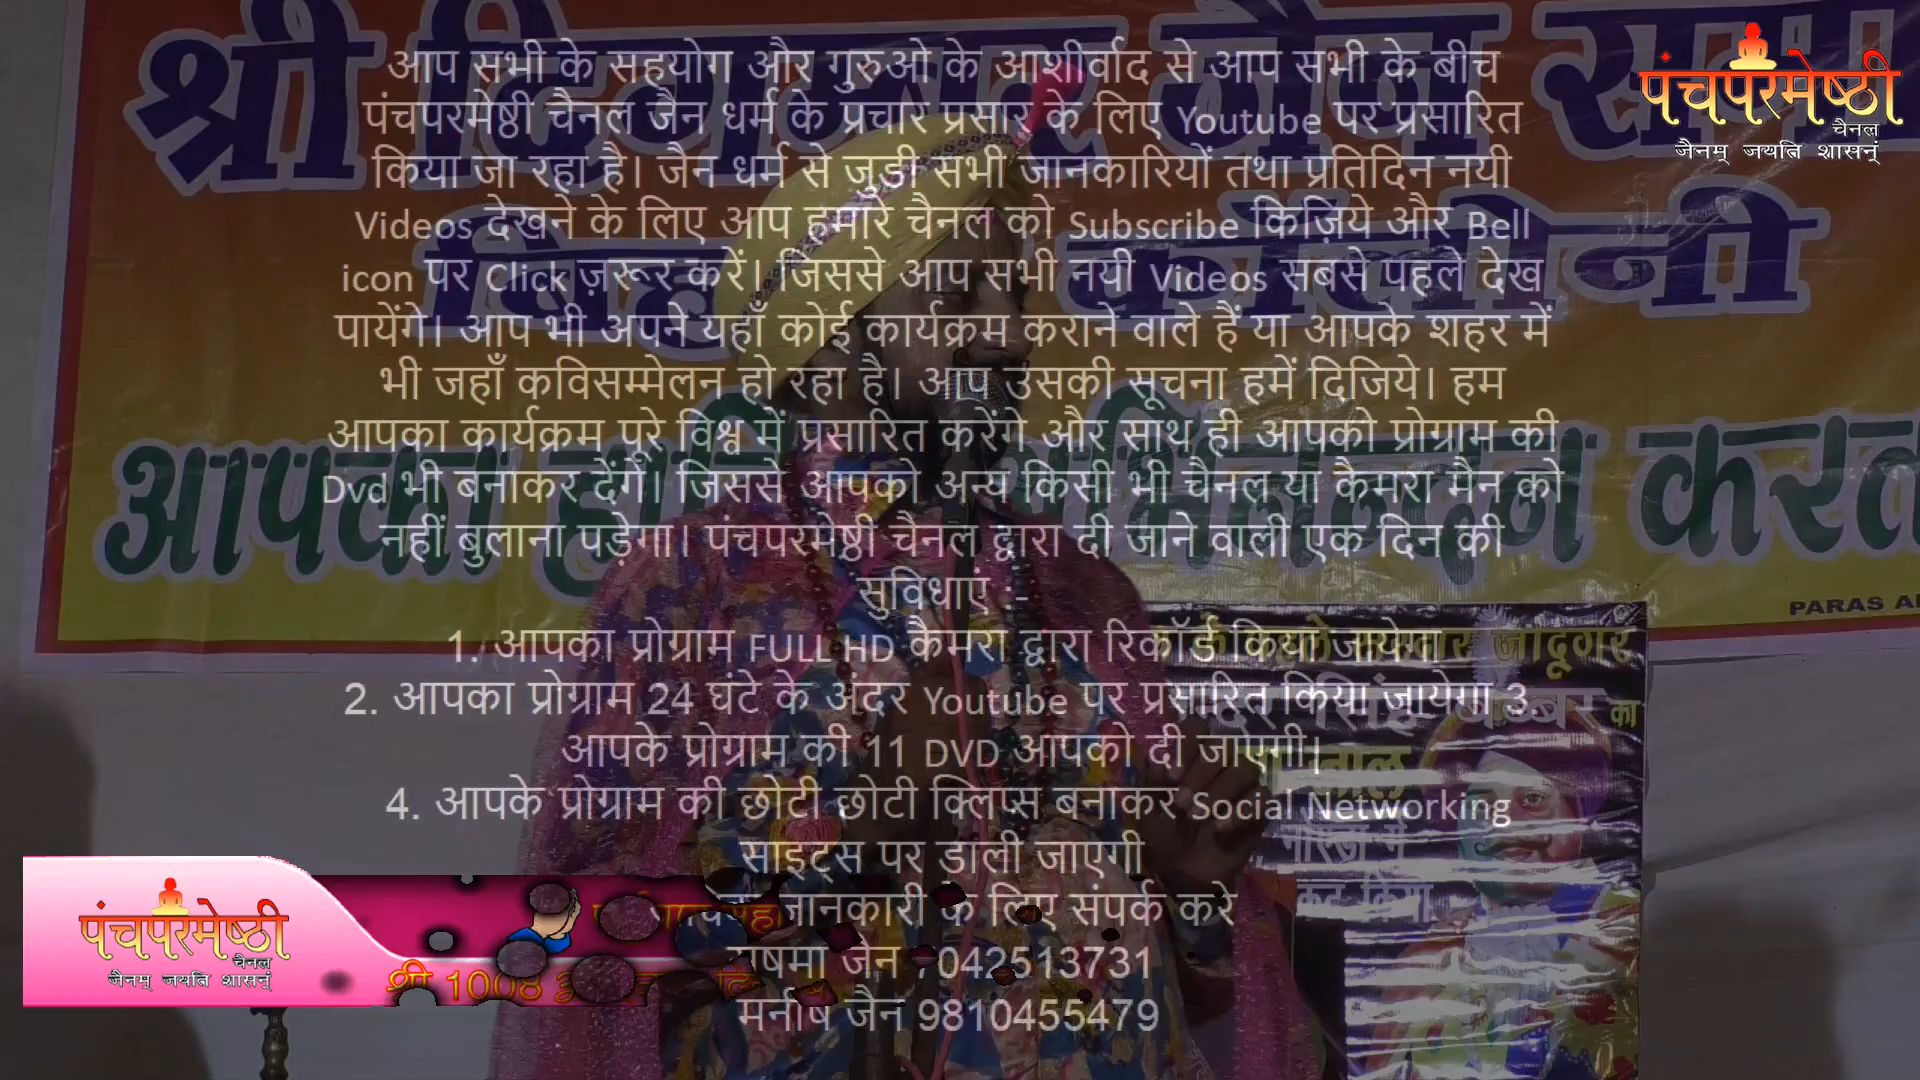 आप सभी के सहयोग और गुरुओ के आशीर्वाद से आप सभी के बीच
पंचपरमेष्ठी चैनल जैन धर्म के प्रचार प्रसार के लिए Youtube पर प्रसारित
किया जा रहा है। जैन धर्म से जुडी सभी जानकारियों तथा प्रतिदिन नयी
Videos देखने के लिए आप हमारे चैनल को Subscribe किज़िये और Bell
icon पर Click ज़रूर करें। जिससे आप सभी नयी Videos सबसे पहले देख
पायेंगे। आप भी अपने यहाँ कोई कार्यक्रम कराने वाले हैं या आपके शहर में
भी जहाँ कविसम्मेलन हो रहा है। आप उसकी सूचना हमें दिजिये। हम
आपका कार्यक्रम पूरे विश्व में प्रसारित करेंगे और साथ ही आपको प्रोग्राम की
Dvd भी बनाकर देंगे। जिससे आपको अन्य किसी भी चैनल या कैमरा मैन को
नहीं बुलाना पड़ेगा। पंचपरमेष्ठी चैनल द्वारा दी जाने वाली एक दिन की
सुविधाए :-
1. आपका प्रोग्राम FULL HD कैमरा द्वारा रिकॉर्ड किया जायेगा
2. आपका प्रोग्राम 24 घंटे के अंदर Youtube पर प्रसारित किया जायेगा 3.
आपके प्रोग्राम की 11 DVD आपको दी जाएगी।
4. आपके प्रोग्राम की छोटी छोटी क्लिप्स बनाकर Social Networking
साइट्स पर डाली जाएगी
जानकारी के लिए संपर्क करे
जैन 042513731
मनीष जैन 9810455479
पंचपरमेष्ठी
चैनल
जैनम् जयति शासनं
श्री दिगम्बर जैन
कॉलोनी
आपका
करत
PARAS
जादूगर
का
पंचपरमेष्ठी
चैनल
जैनम् जयति शासनं
श्री 1008